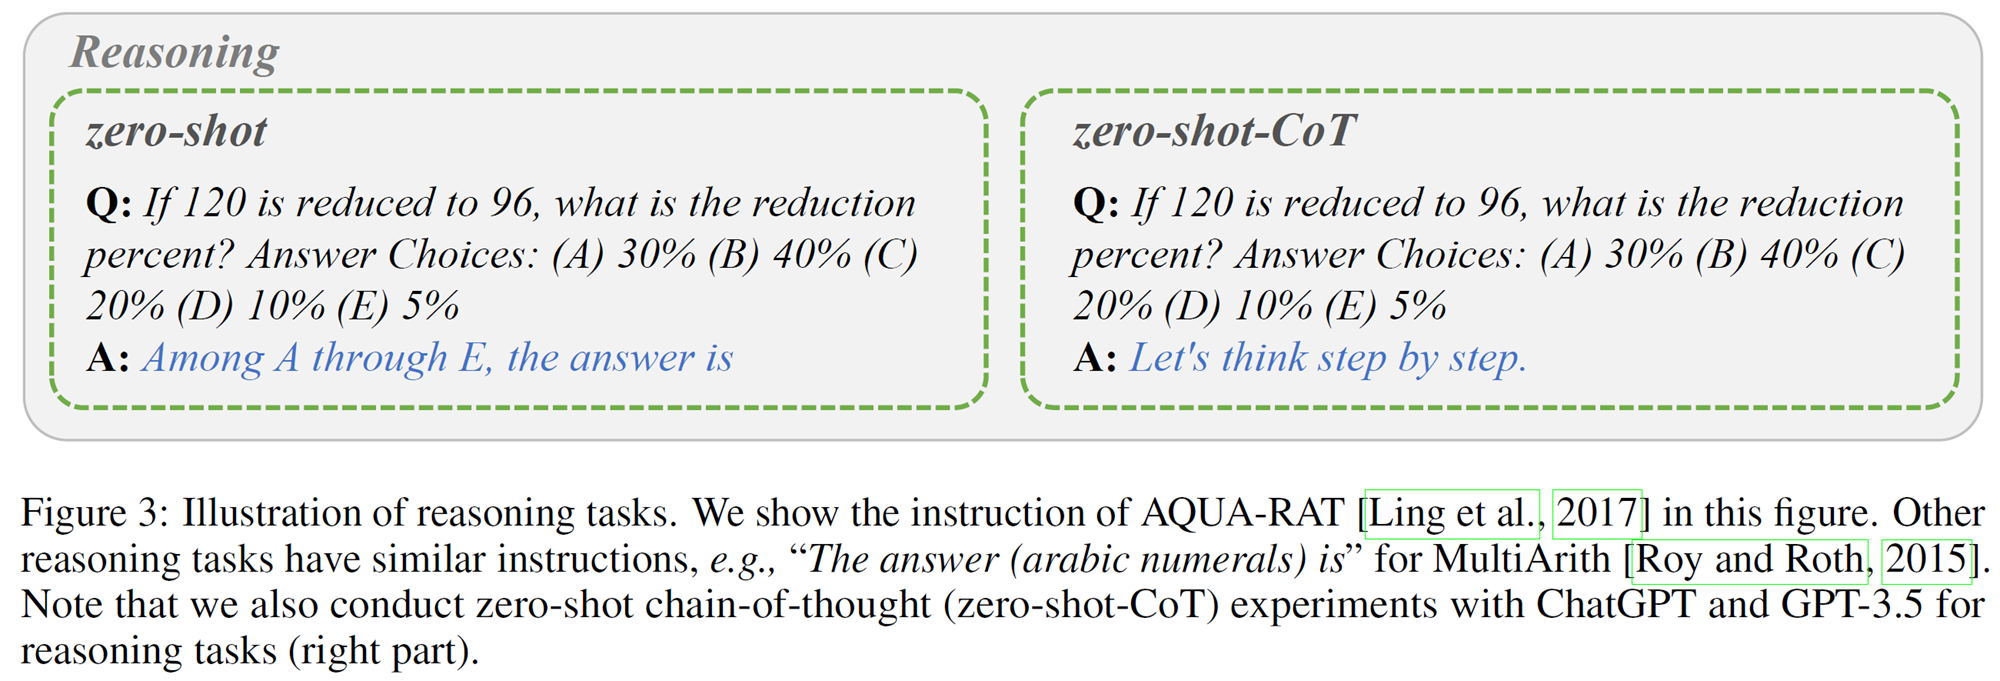 Reasoning
zero-shot
Q: If 120 is reduced to 96, what is the reduction
percent? Answer Choices: (A) 30% (B) 40% (C)
20% (D) 10% (E) 5%
A: Among A through E, the answer is
zero-shot-CoT
Q: If 120 is reduced to 96, what is the reduction
percent? Answer Choices: (A) 30% (B) 40% (C)
20% (D) 10% (E) 5%
A: Let's think step by step.
Figure 3: Illustration of reasoning tasks. We show the instruction of AQUA-RAT [Ling et al., 2017] in this figure. Other
reasoning tasks have similar instructions, e.g., “The answer (arabic numerals) is” for MultiArith [Roy and Roth, 2015].
Note that we also conduct zero-shot chain-of-thought (zero-shot-CoT) experiments with ChatGPT and GPT-3.5 for
reasoning tasks (right part).